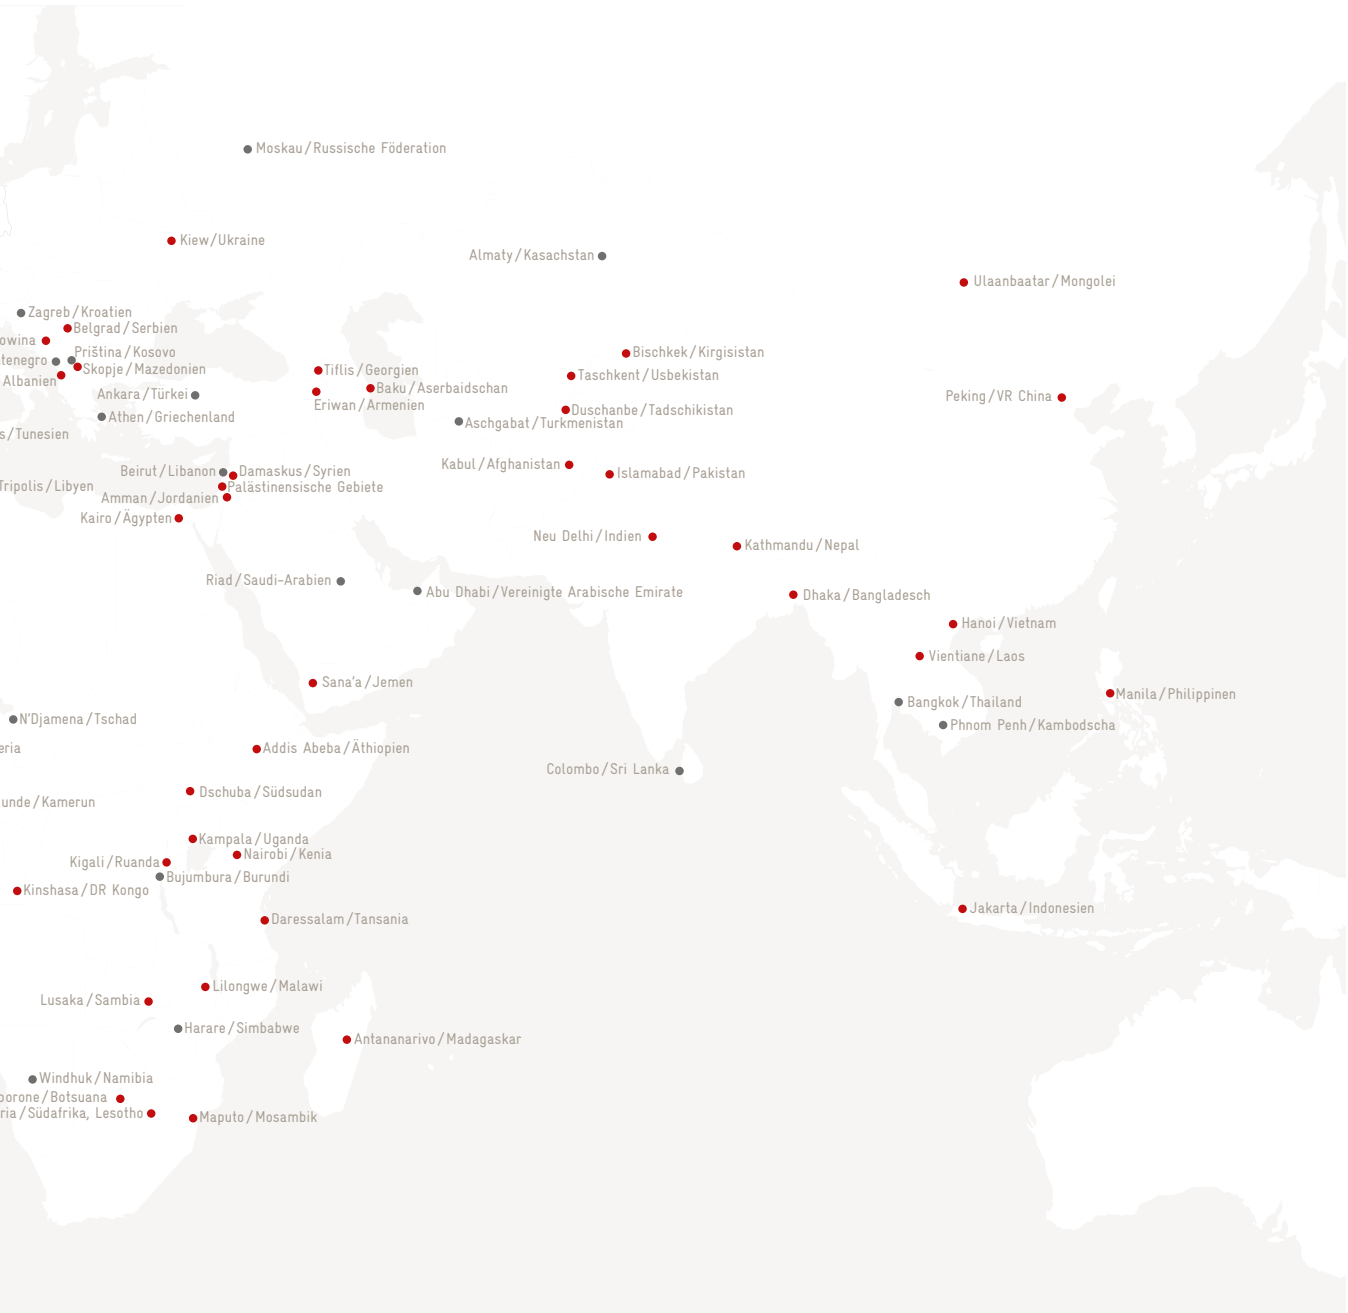 Moskau / Russische Föderation
Kiew/Ukraine
Almaty / Kasachstan
Ulaanbaatar / Mongolei
Zagreb / Kroatien
Belgrad / Serbien
owina
Priština / Kosovo
Bischkek / Kirgisistan
tenegro
Skopje / Mazedonien
Tiflis / Georgien
Taschkent / Usbekistan
Albanien
Baku / Aserbaidschan
Ankara / Türkei
Peking / VR China
Eriwan / Armenien
Duschanbe / Tadschikistan
Athen / Griechenland
Aschgabat / Turkmenistan
s / Tunesien
Kabul / Afghanistan
Beirut / Libanon
Damaskus / Syrien
Islamabad / Pakistan
Tripolis / Libyen
Palästinensische Gebiete
Amman / Jordanien
Kairo / Ägypten
Neu Delhi / Indien
Kathmandu / Nepal
Riad / Saudi-Arabien
Abu Dhabi / Vereinigte Arabische Emirate
Dhaka / Bangladesch
Hanoi / Vietnam
Vientiane / Laos
Sana'a / Jemen
Manila / Philippinen
Bangkok / Thailand
N'Djamena / Tschad
Phnom Penh / Kambodscha
eria
Addis Abeba / Äthiopien
Colombo / Sri Lanka
Dschuba / Südsudan
unde / Kamerun
Kampala / Uganda
Nairobi / Kenia
Kigali / Ruanda
Bujumbura / Burundi
Kinshasa / DR Kongo
Jakarta / Indonesien
Daressalam / Tansania
Lilongwe / Malawi
Lusaka / Sambia
Harare / Simbabwe
Antananarivo / Madagaskar
Windhuk / Namibia
borone / Botsuana
ria / Südafrika, Lesotho
Maputo / Mosambik